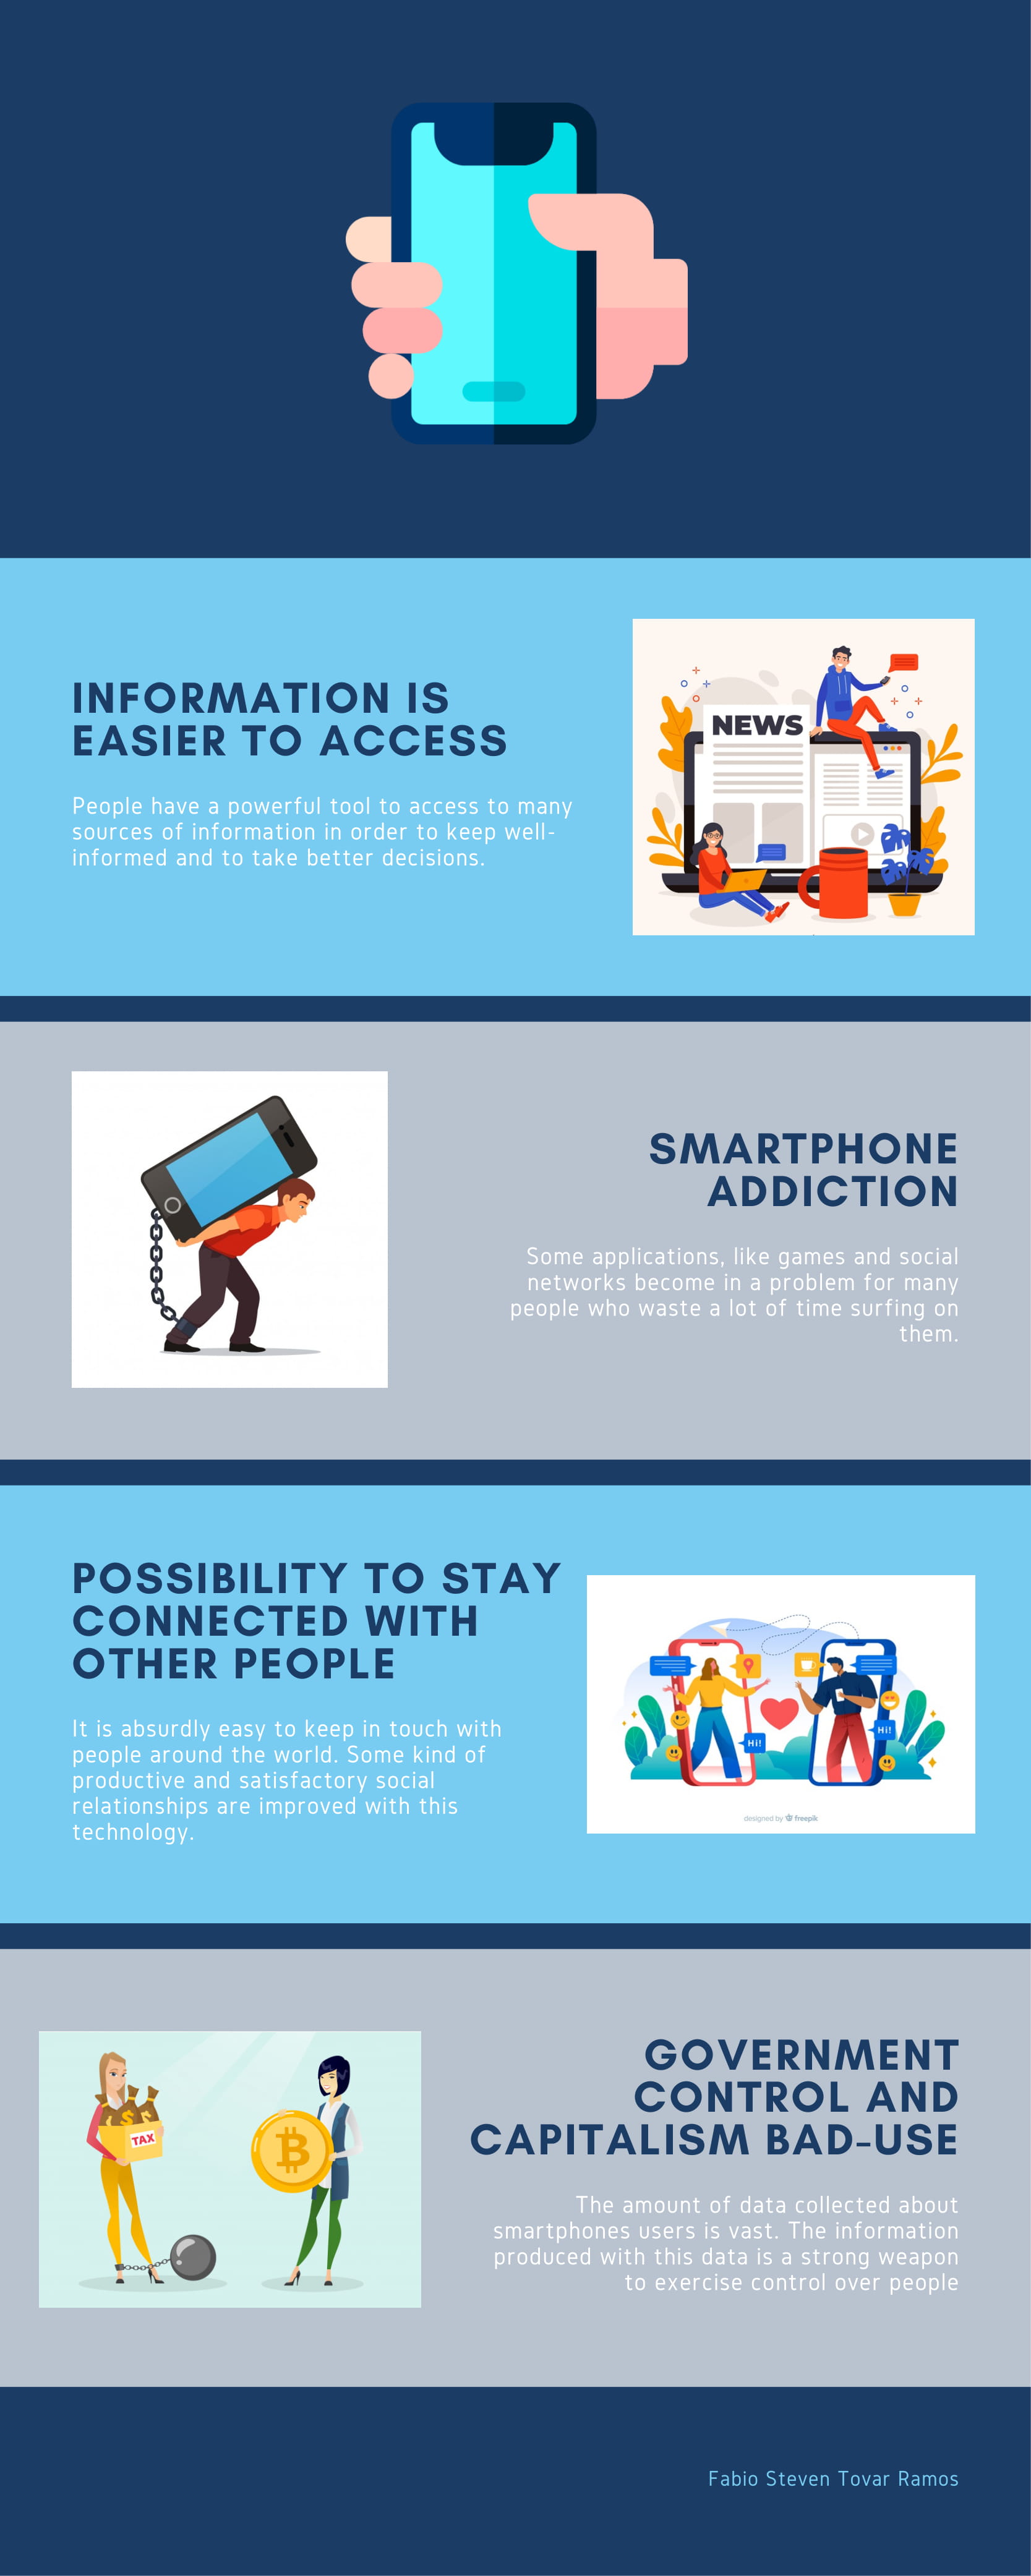 INFORMATION IS
EASIER TO ACCESS
People have a powerful tool to access to many
sources of information in order to keep well-
informed and to take better decisions.
NEWS
SMARTPHONE
ADDICTION
Some applications, like games and social
networks become in a problem for many
people who waste a lot of time surfing on
them.
POSSIBILITY TO STAY
CONNECTED WITH
OTHER PEOPLE
It is absurdly easy to keep in touch with
people around the world. Some kind of
productive and satisfactory social
relationships are improved with this
technology.
Hi!
Hi!
designed by freepik
TAX
GOVERNMENT
CONTROL AND
CAPITALISM BAD-USE
The amount of data collected about
smartphones users is vast. The information
produced with this data is a strong weapon
to exercise control over people
Fabio Steven Tovar Ramos